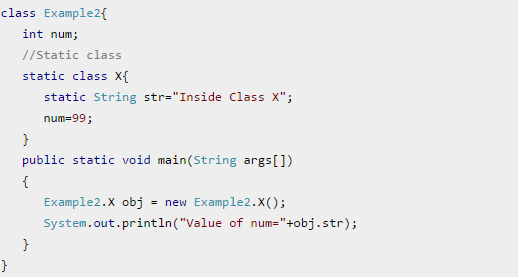 class Example2{
int num;
//Static class
static class X{
static String str="Inside Class X";
num=99;
}
public static void main(String args[])
{
Example2.X obj = new Example2.X();
System.out.println("Value of num="+obj.str);
}
}